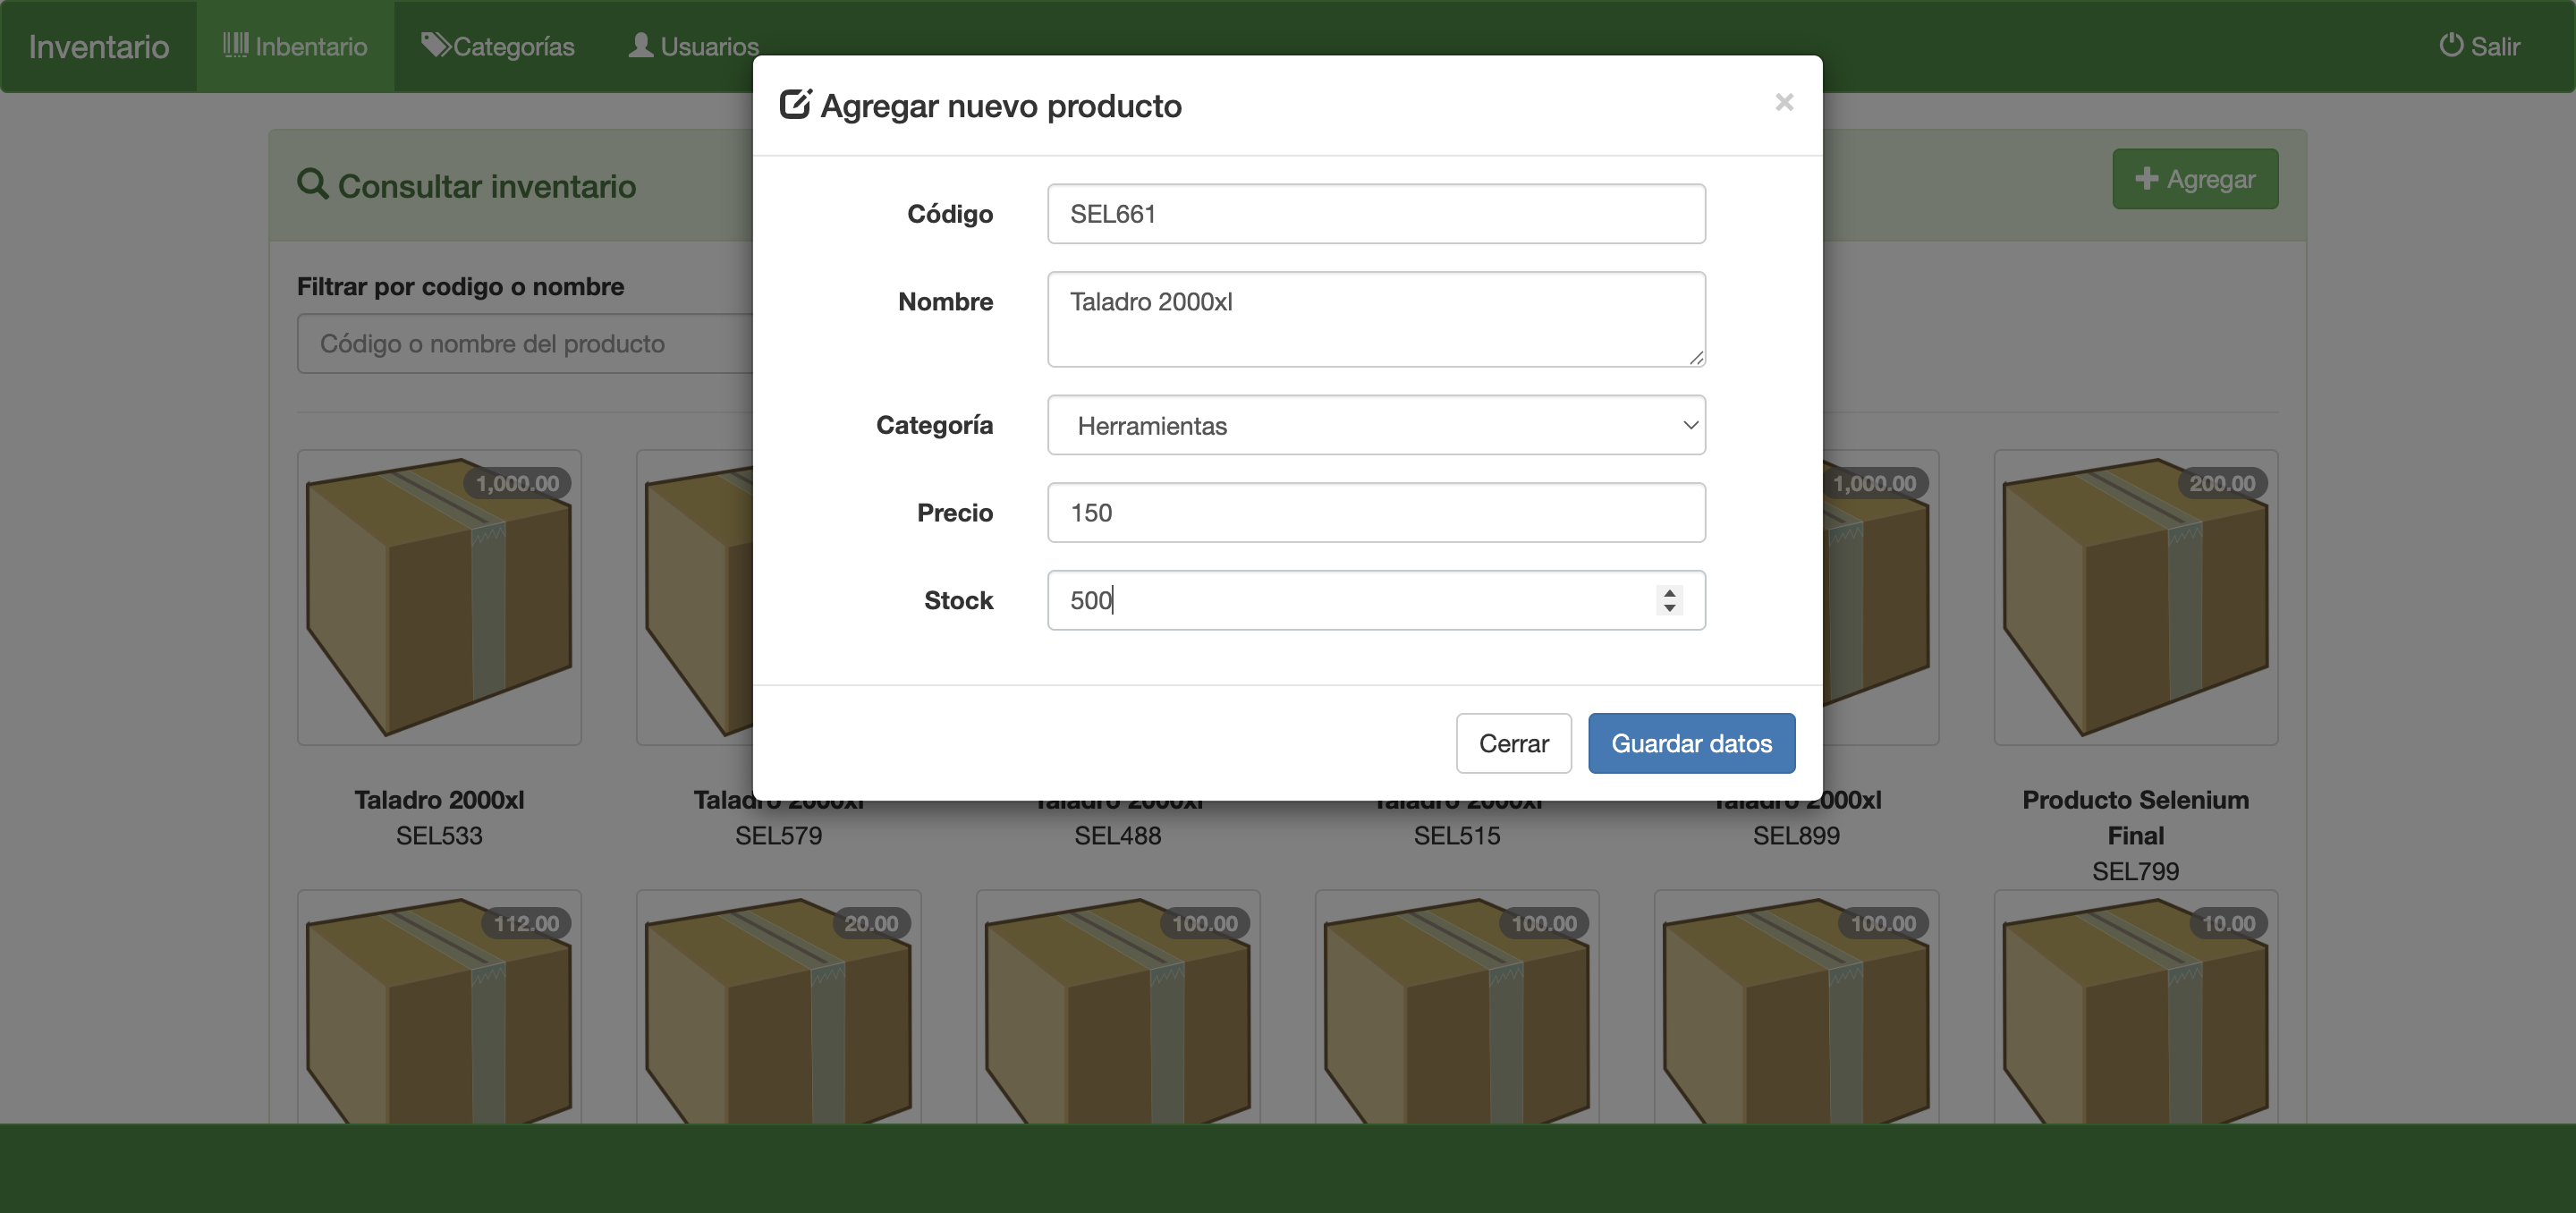 Inventario
Inbentario
Categorías
Usuarios
Salir
Agregar nuevo producto
×
Consultar inventario
Agregar
Código
SEL661
Filtrar por codigo o nombre
Nombre
Taladro 2000xl
Código o nombre del producto
Categoría
Herramientas
Precio
150
Stock
500
Cerrar
Guardar datos
1,000.00
1,000.00
200.00
Taladro 2000xl
Taladro 2000xl
Taladro 2000xl
Taladro 2000xl
Taladro 2000xl
Producto Selenium
Final
SEL533
SEL579
SEL488
SEL515
SEL899
SEL799
112.00
20.00
100.00
100.00
100.00
10.00